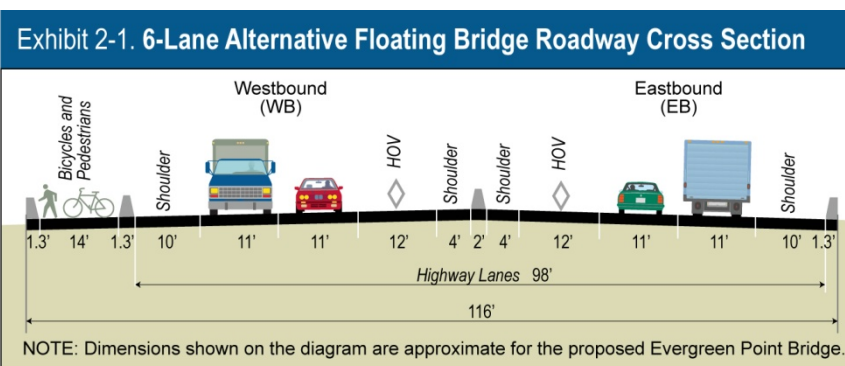 Exhibit 2-1. 6-Lane Alternative Floating Bridge Roadway Cross Section
Westbound
(WB)
Eastbound
(EB)
Bicycles and
Pedestrians
Shoulder
HOV
Shoulder
Shoulder
HOV
Shoulder
1.3' 14' 1.3' 10' 11' 11' 12' 4' 2' 4' 12' 11' 11' 10' 1.3'
Highway Lanes 98'
116'
NOTE: Dimensions shown on the diagram are approximate for the proposed Evergreen Point Bridge.